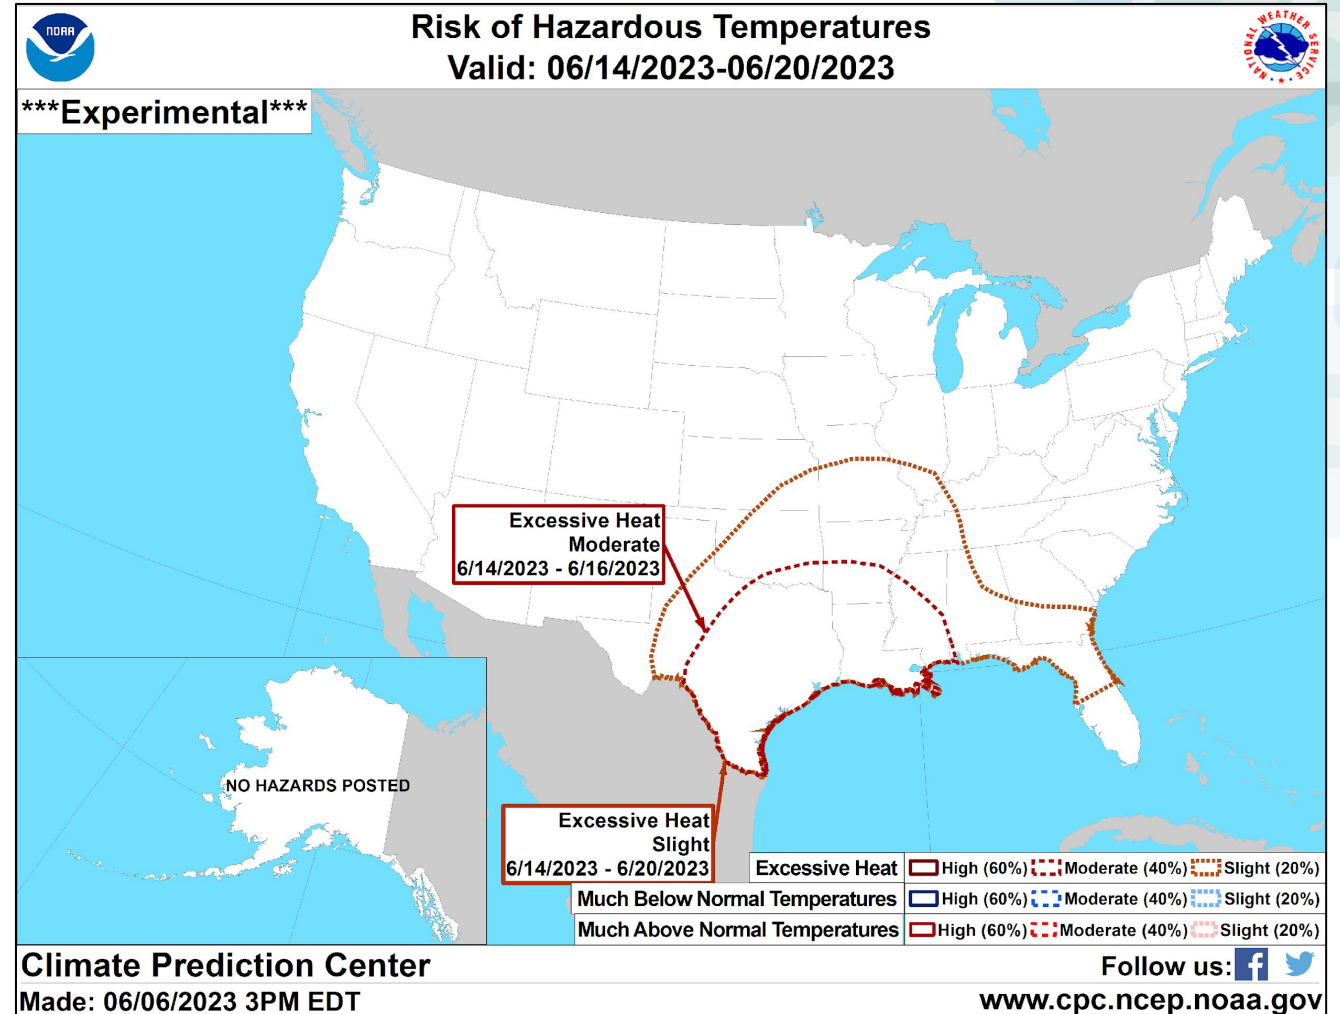 NOAA
Risk of Hazardous Temperatures
Valid: 06/14/2023-06/20/2023
NATIONAL WEATHER SERVICE
***Experimental***
Excessive Heat
Moderate
6/14/2023 - 6/16/2023
NO HAZARDS POSTED
Excessive Heat
Slight
6/14/2023 - 6/20/2023
Excessive Heat High (60%) Moderate (40%) Slight (20%)
Much Below Normal Temperatures High (60%) Moderate (40%) Slight (20%)
Much Above Normal Temperatures High (60%) Moderate (40%) Slight (20%)
Climate Prediction Center
Follow us:
Made: 06/06/2023 3PM EDT
www.cpc.ncep.noaa.gov